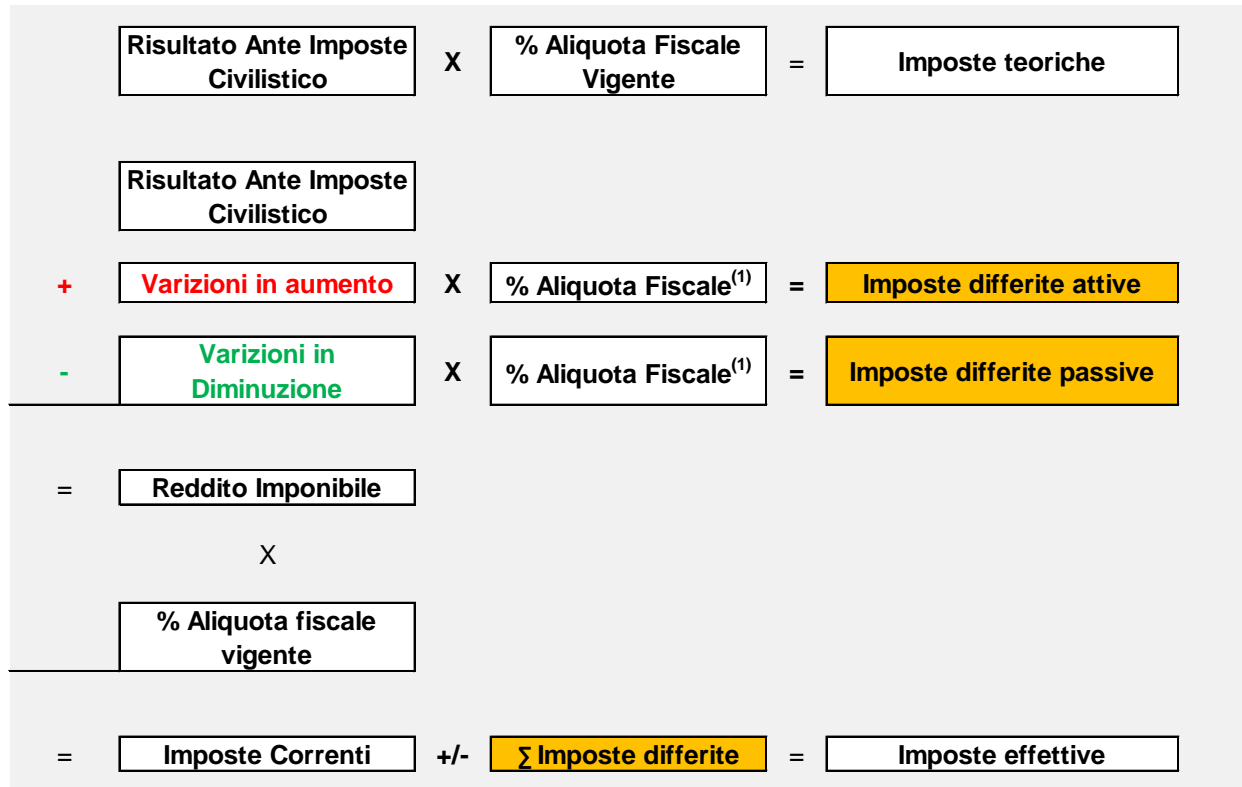 Risultato Ante Imposte Civilistico X % Aliquota Fiscale Vigente = Imposte teoriche
Risultato Ante Imposte Civilistico
+ Varizioni in aumento X % Aliquota Fiscale(1) = Imposte differite attive
- Varizioni in Diminuzione X % Aliquota Fiscale(1) = Imposte differite passive
= Reddito Imponibile
X
% Aliquota fiscale vigente
= Imposte Correnti +/- ∑ Imposte differite = Imposte effettive